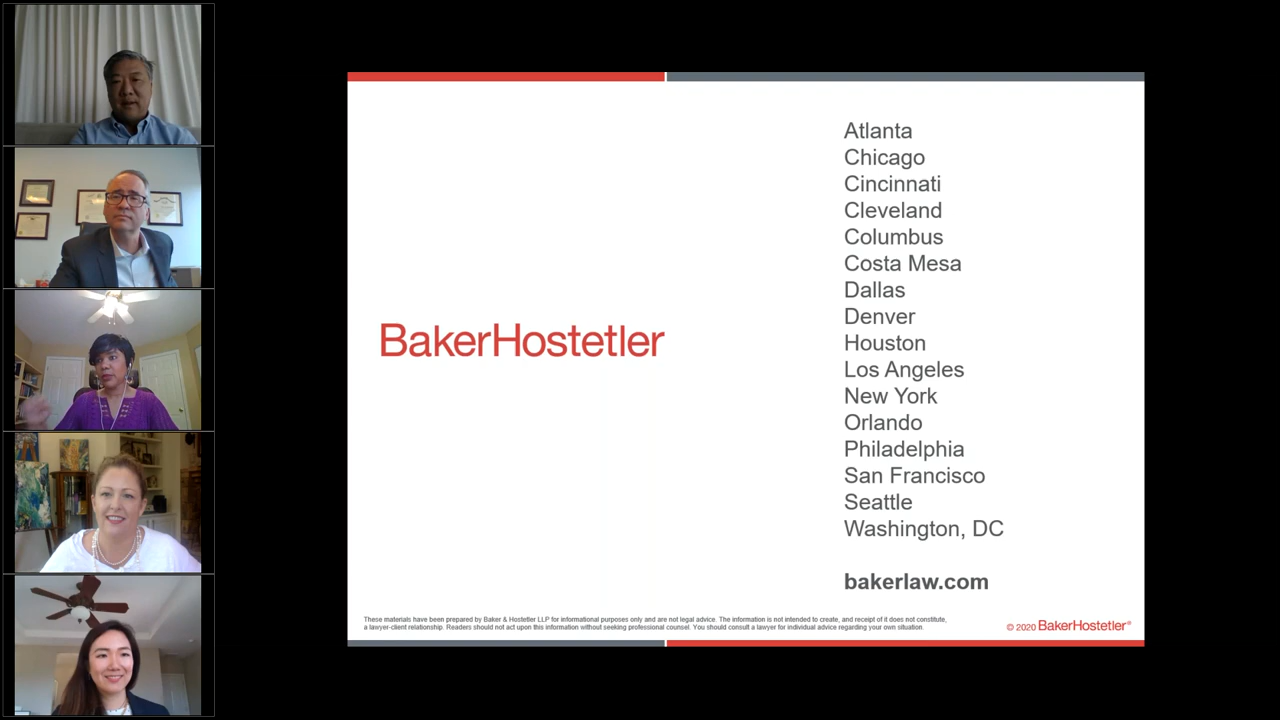 BakerHostetler
Atlanta
Chicago
Cincinnati
Cleveland
Columbus
Costa Mesa
Dallas
Denver
Houston
Los Angeles
New York
Orlando
Philadelphia
San Francisco
Seattle
Washington, DC
bakerlaw.com
These materials have been prepared by Baker & Hostetler LLP for informational purposes only and are not legal advice. The information is not intended to create, and receipt of it does not constitute,
a lawyer-client relationship. Readers should not act upon this information without seeking professional counsel. You should consult a lawyer for individual advice regarding your own situation.
© 2020 BakerHostetler®